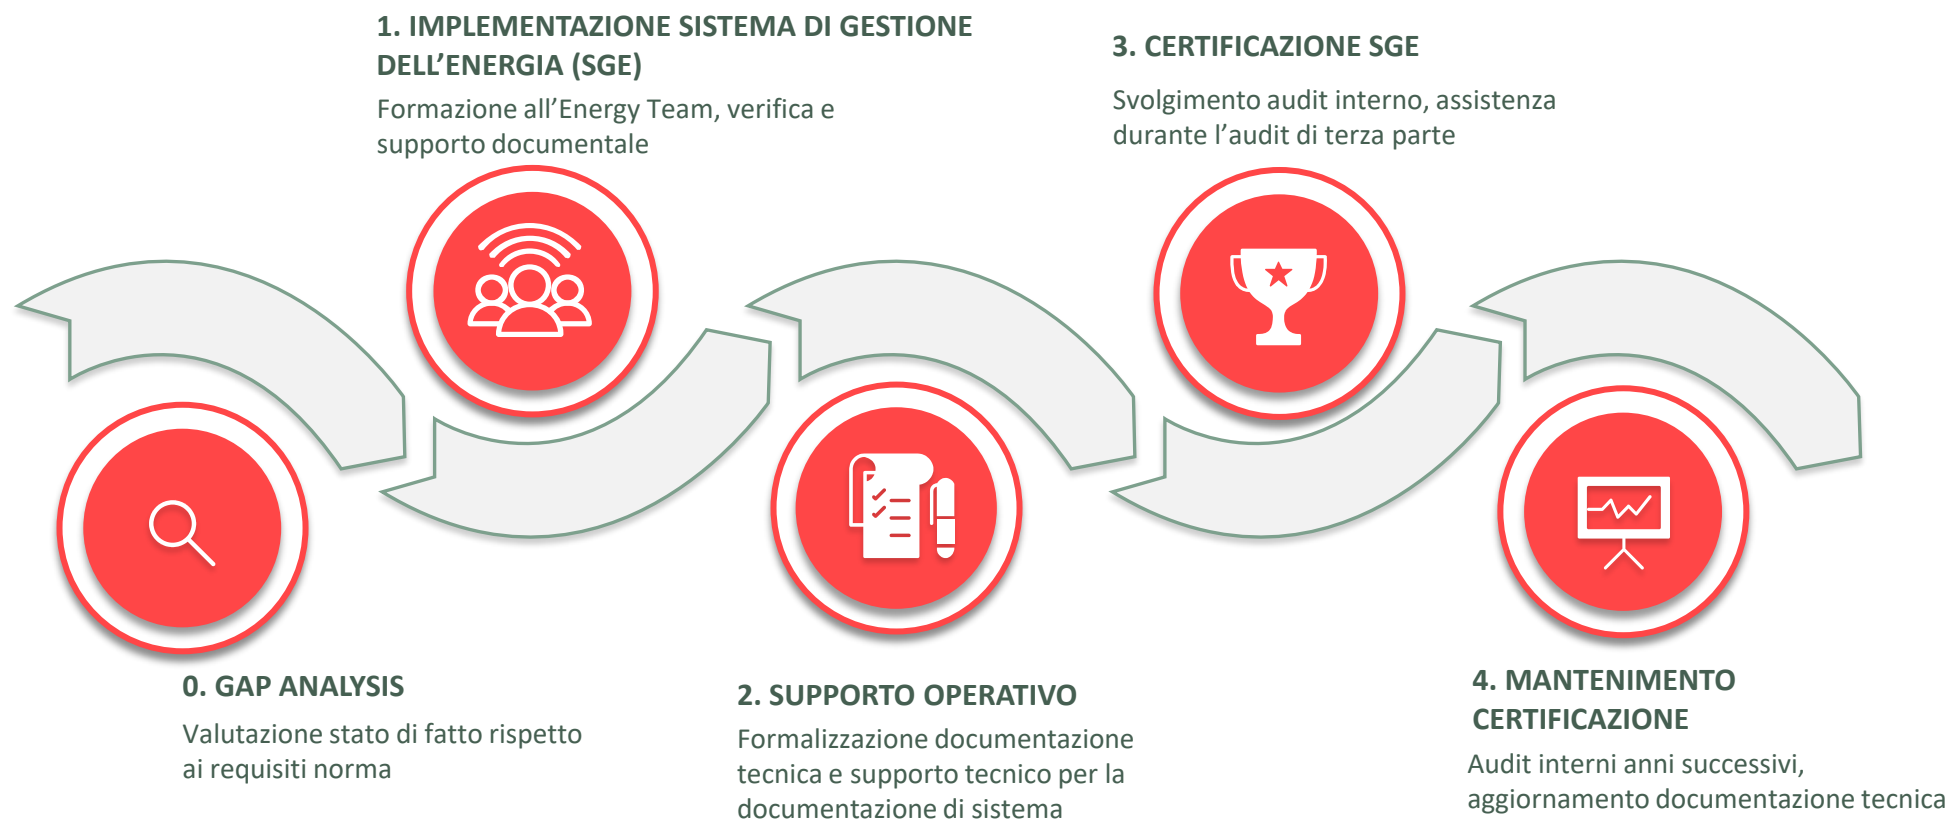 1. IMPLEMENTAZIONE SISTEMA DI GESTIONE
DELL’ENERGIA (SGE)
Formazione all’Energy Team, verifica e
supporto documentale
3. CERTIFICAZIONE SGE
Svolgimento audit interno, assistenza
durante l’audit di terza parte
0. GAP ANALYSIS
Valutazione stato di fatto rispetto
ai requisiti norma
2. SUPPORTO OPERATIVO
Formalizzazione documentazione
tecnica e supporto tecnico per la
documentazione di sistema
4. MANTENIMENTO
CERTIFICAZIONE
Audit interni anni successivi,
aggiornamento documentazione tecnica